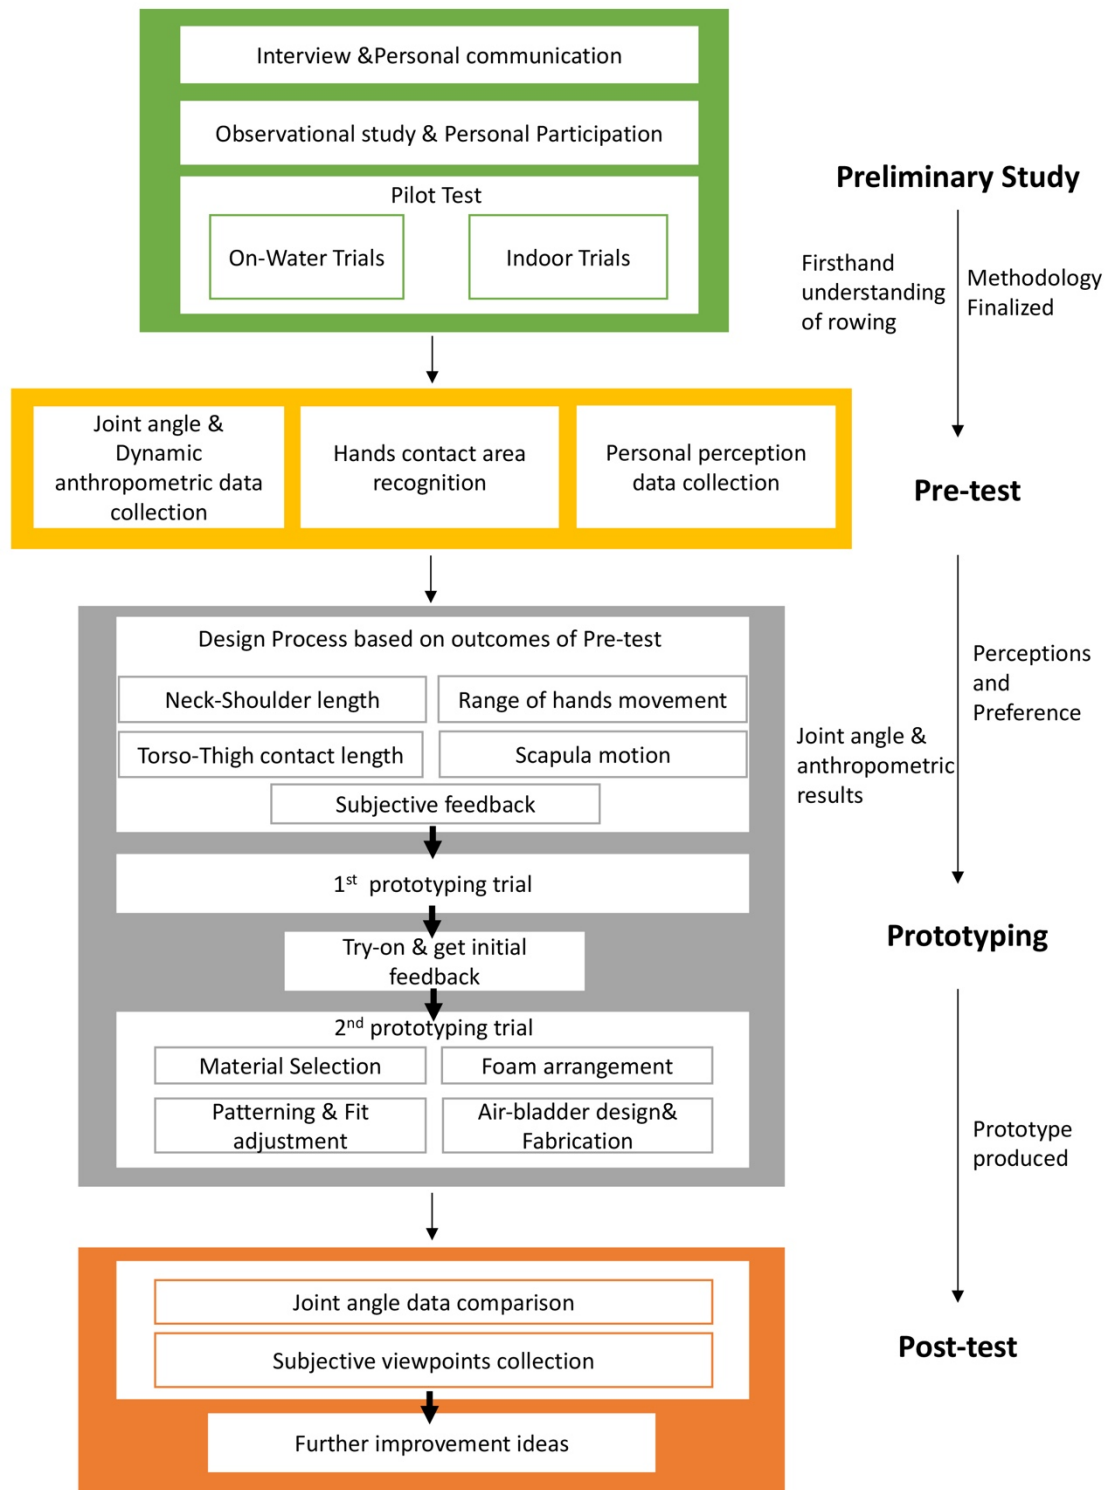 Interview &Personal communication
Observational study & Personal Participation
Pilot Test
On-Water Trials
Indoor Trials
Preliminary Study
Firsthand
understanding
of rowing
Methodology
Finalized
Joint angle &
Dynamic
anthropometric data
collection
Hands contact area
recognition
Personal perception
data collection
Pre-test
Design Process based on outcomes of Pre-test
Neck-Shoulder length
Range of hands movement
Torso-Thigh contact length
Scapula motion
Subjective feedback
Perceptions
and
Preference
Joint angle &
anthropometric
results
1st prototyping trial
Try-on & get initial
feedback
Prototyping
2nd prototyping trial
Material Selection
Foam arrangement
Patterning & Fit
adjustment
Air-bladder design&
Fabrication
Prototype
produced
Joint angle data comparison
Subjective viewpoints collection
Post-test
Further improvement ideas